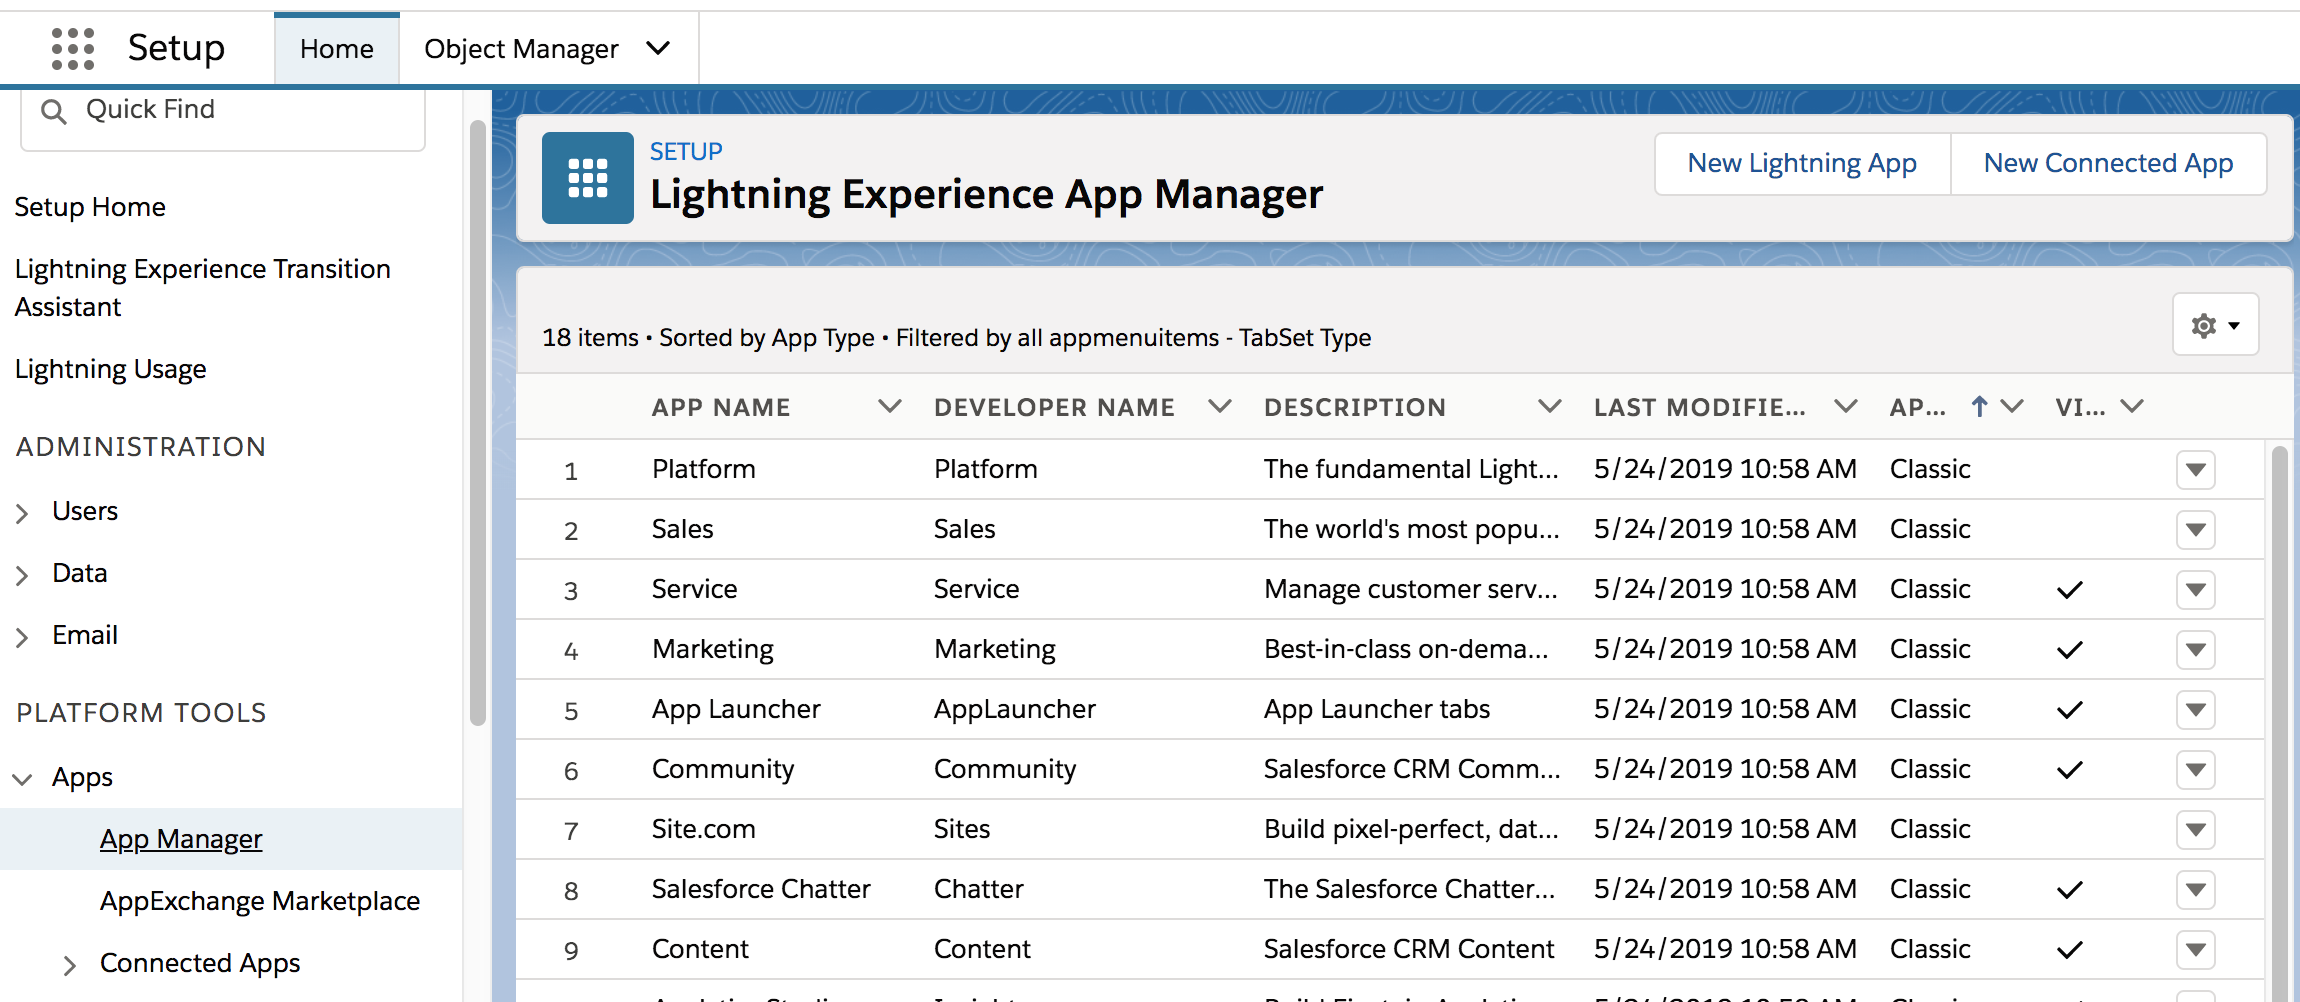 Setup
Home
Object Manager
Quick Find
Setup Home
Lightning Experience Transition
Assistant
Lightning Usage
ADMINISTRATION
Users
Data
Email
PLATFORM TOOLS
Apps
App Manager
AppExchange Marketplace
Connected Apps
SETUP
Lightning Experience App Manager
New Lightning App
New Connected App
18 items • Sorted by App Type • Filtered by all appmenuitems - TabSet Type
APP NAME DEVELOPER NAME DESCRIPTION LAST MODIFIE... AP... VI...
1 Platform Platform The fundamental Light... 5/24/2019 10:58 AM Classic
2 Sales Sales The world's most popu... 5/24/2019 10:58 AM Classic
3 Service Service Manage customer serv... 5/24/2019 10:58 AM Classic
4 Marketing Marketing Best-in-class on-dema... 5/24/2019 10:58 AM Classic
5 App Launcher AppLauncher App Launcher tabs 5/24/2019 10:58 AM Classic
6 Community Community Salesforce CRM Comm... 5/24/2019 10:58 AM Classic
7 Site.com Sites Build pixel-perfect, dat... 5/24/2019 10:58 AM Classic
8 Salesforce Chatter Chatter The Salesforce Chatter... 5/24/2019 10:58 AM Classic
9 Content Content Salesforce CRM Content 5/24/2019 10:58 AM Classic